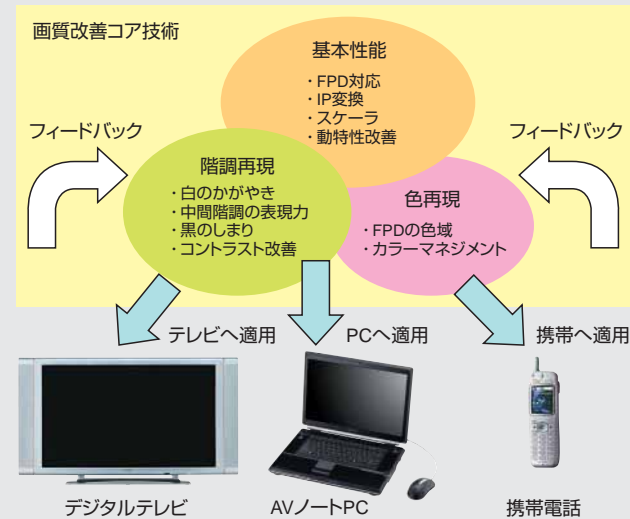 画質改善コア技術
基本性能
・FPD対応
・IP変換
・スケーラ
・動特性改善
フィードバック
フィードバック
階調再現
・白のかがやき
・中間階調の表現力
・黒のしまり
・コントラスト改善
色再現
・FPDの色域
・カラーマネジメント
テレビへ適用
PCへ適用
携帯へ適用
デジタルテレビ
AVノートPC
携帯電話